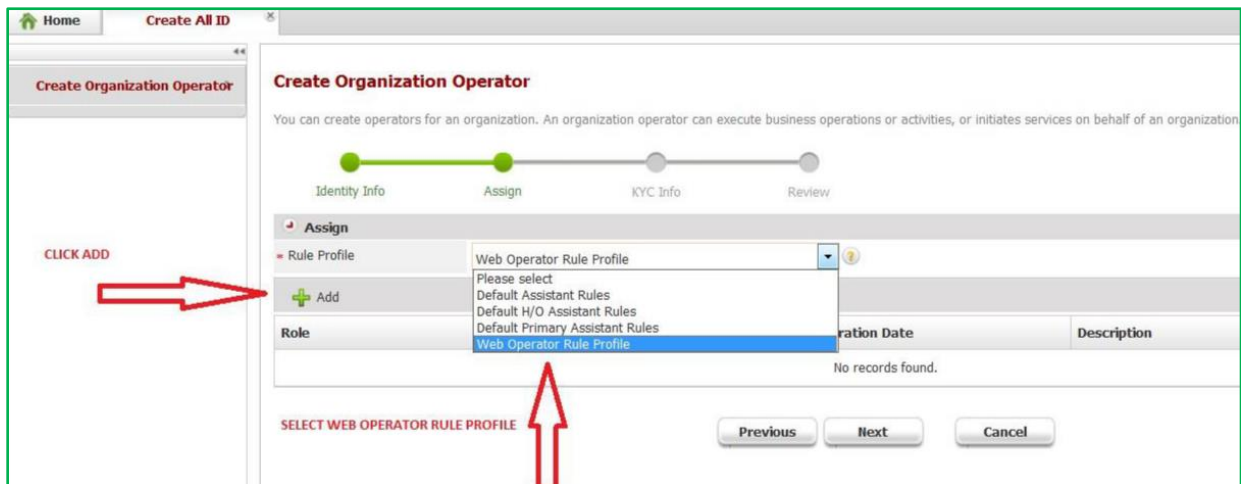 Home
Create All ID
Create Organization Operator
Create Organization Operator
You can create operators for an organization. An organization operator can execute business operations or activities, or initiates services on behalf of an organization
Identity Info
Assign
KYC Info
Review
Assign
CLICK ADD
Rule Profile
Web Operator Rule Profile
Please select
Default Assistant Rules
Default H/O Assistant Rules
Default Primary Assistant Rules
Web Operator Rule Profile
Add
Role
ration Date
Description
No records found.
SELECT WEB OPERATOR RULE PROFILE
Previous
Next
Cancel